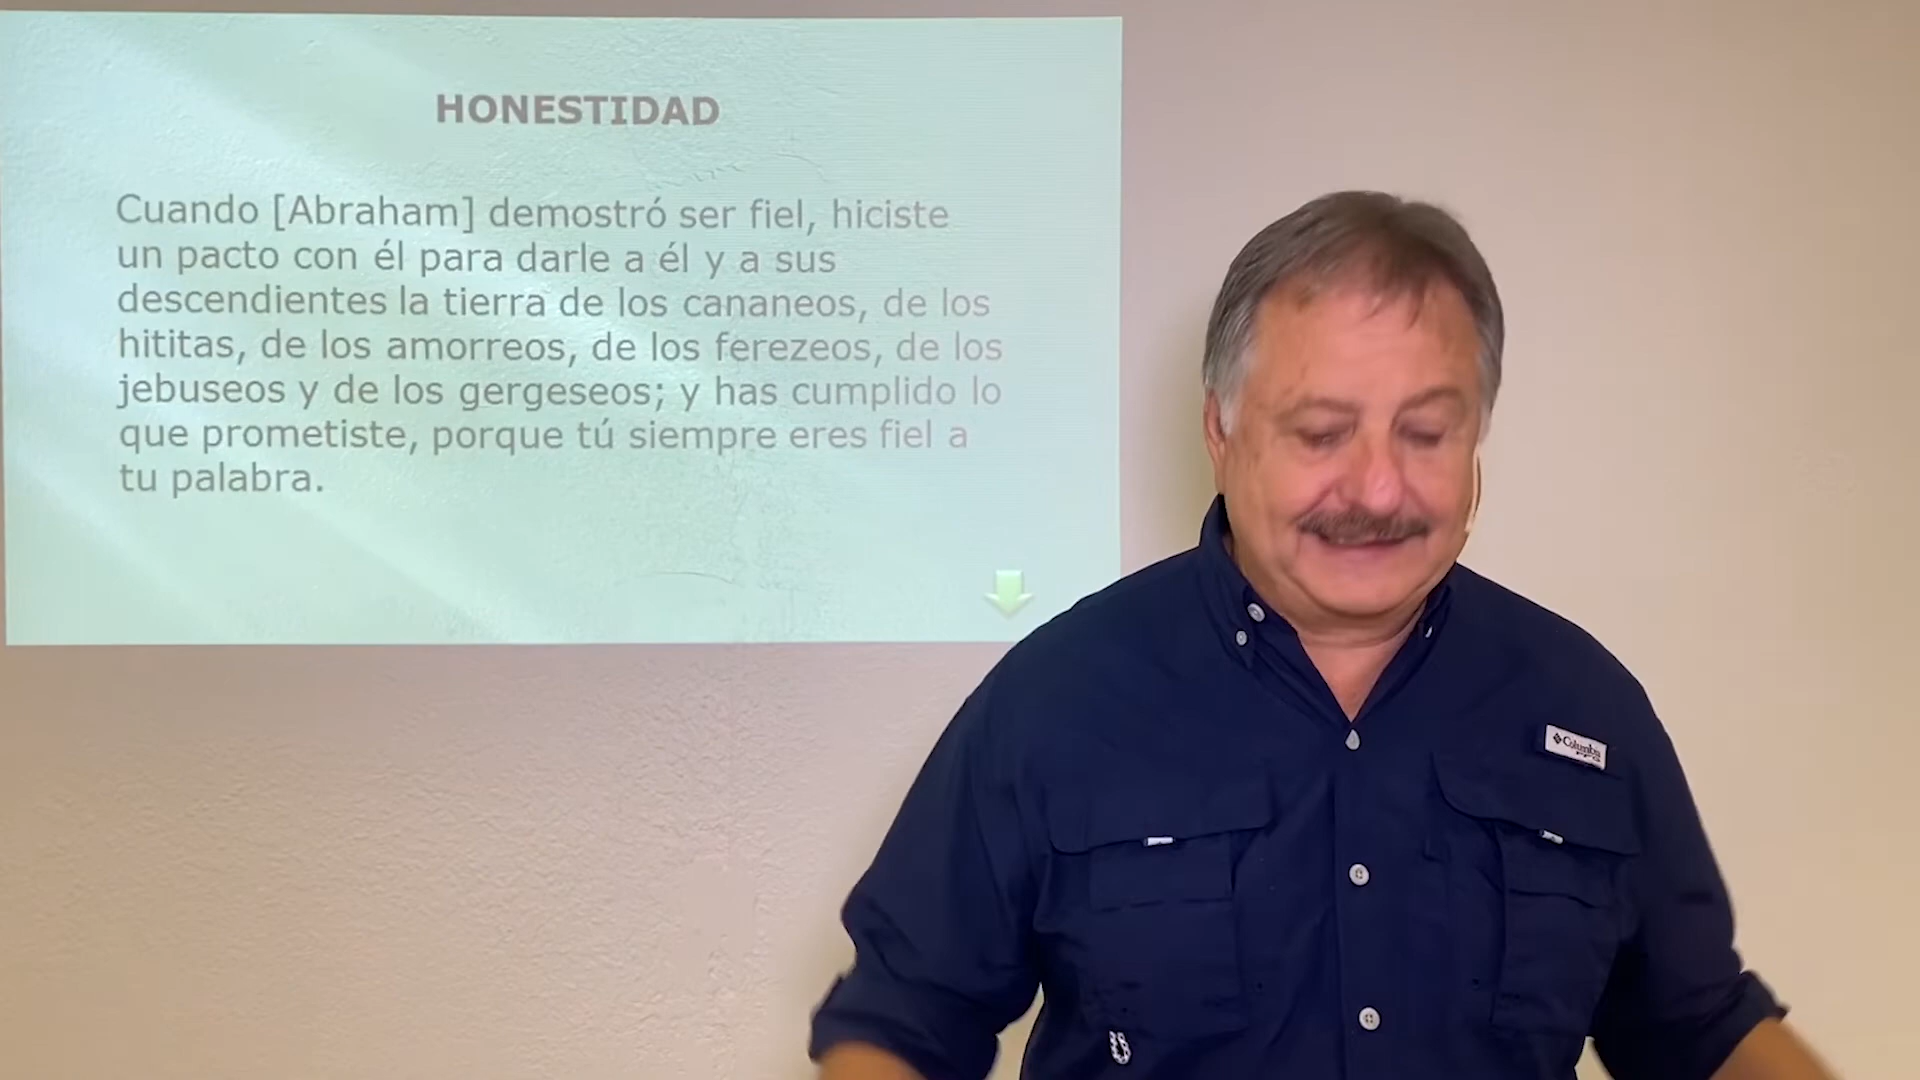 HONESTIDAD
Cuando [Abraham] demostró ser fiel, hiciste
un pacto con él para darle a él y a sus
descendientes la tierra de los cananeos, de los
hititas, de los amorreos, de los ferezeos, de los
jebuseos y de los gergeseos; y has cumplido lo
que prometiste, porque tú siempre eres fiel a
tu palabra.
Columbia
PFG